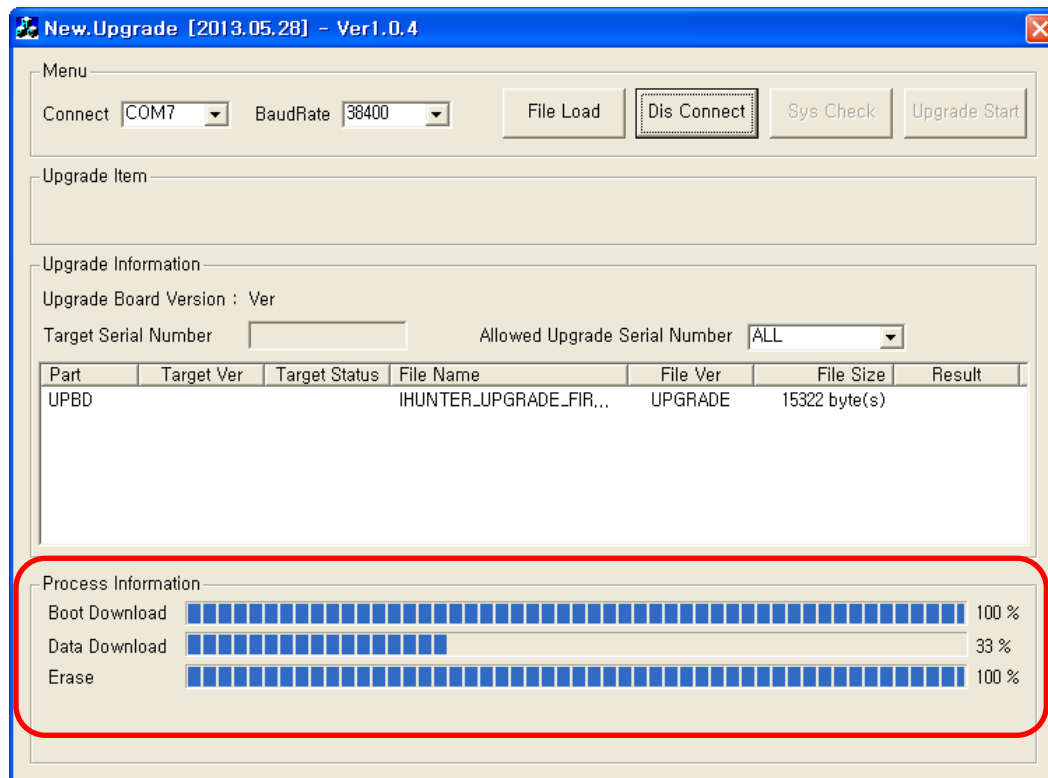 New.Upgrade [2013.05.28] - Ver1.0.4
Menu
Connect COM7 BaudRate 38400 File Load Dis Connect Sys Check Upgrade Start
Upgrade Item
Upgrade Information
Upgrade Board Version : Ver
Target Serial Number Allowed Upgrade Serial Number ALL
Part Target Ver Target Status File Name File Ver File Size Result
UPBD IHUNTER_UPGRADE_FIR... UPGRADE 15322 byte(s)
Process Information
Boot Download 100 %
Data Download 33 %
Erase 100 %